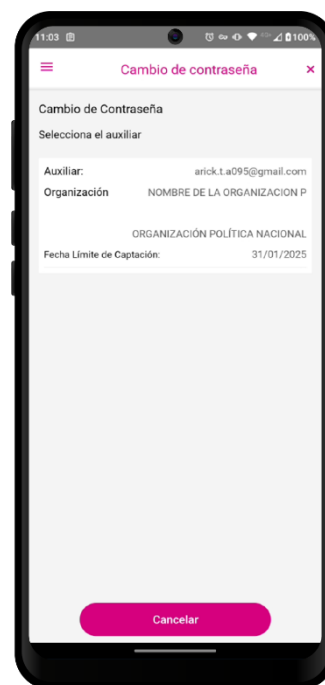 11:03 100%
Cambio de contraseña ×
Cambio de Contraseña
Selecciona el auxiliar
Auxiliar: arick.t.a095@gmail.com
Organización NOMBRE DE LA ORGANIZACION P
ORGANIZACIÓN POLÍTICA NACIONAL
Fecha Límite de Captación: 31/01/2025
Cancelar